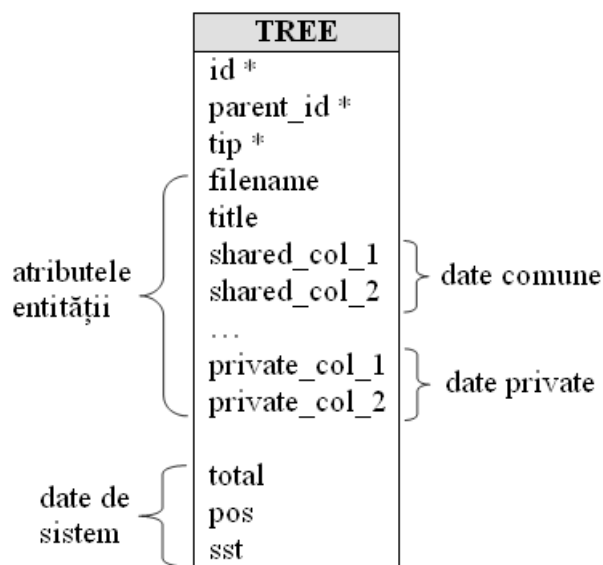 TREE
id *
parent_id *
tip *
filename
title
shared_col_1
shared_col_2
...
private_col_1
private_col_2
total
pos
sst
atributele
entității
date comune
date private
date de
sistem